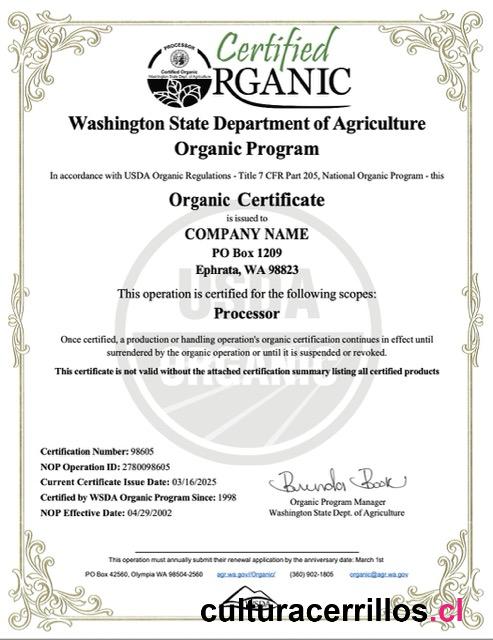 PROCESSOR
Certified Organic
Washington State Dept. of Agriculture
Certified
ORGANIC
Washington State Department of Agriculture
Organic Program
In accordance with USDA Organic Regulations - Title 7 CFR Part 205, National Organic Program - this
Organic Certificate
is issued to
COMPANY NAME
PO Box 1209
Ephrata, WA 98823
This operation is certified for the following scopes:
Processor
Once certified, a production or handling operation's organic certification continues in effect until
surrendered by the organic operation or until it is suspended or revoked.
This certificate is not valid without the attached certification summary listing all certified products
USDA
ORGANIC
Certification Number: 98605
NOP Operation ID: 2780098605
Current Certificate Issue Date: 03/16/2025
Certified by WSDA Organic Program Since: 1998
NOP Effective Date: 04/29/2002
Brenda Book
Organic Program Manager
Washington State Dept. of Agriculture
This operation must annually submit their renewal application by the anniversary date: March 1st
PO Box 42560, Olympia WA 98504-2560 agr.wa.gov/Organic/ (360) 902-1805 organic@agr.wa.gov
culturacerrillos.cl